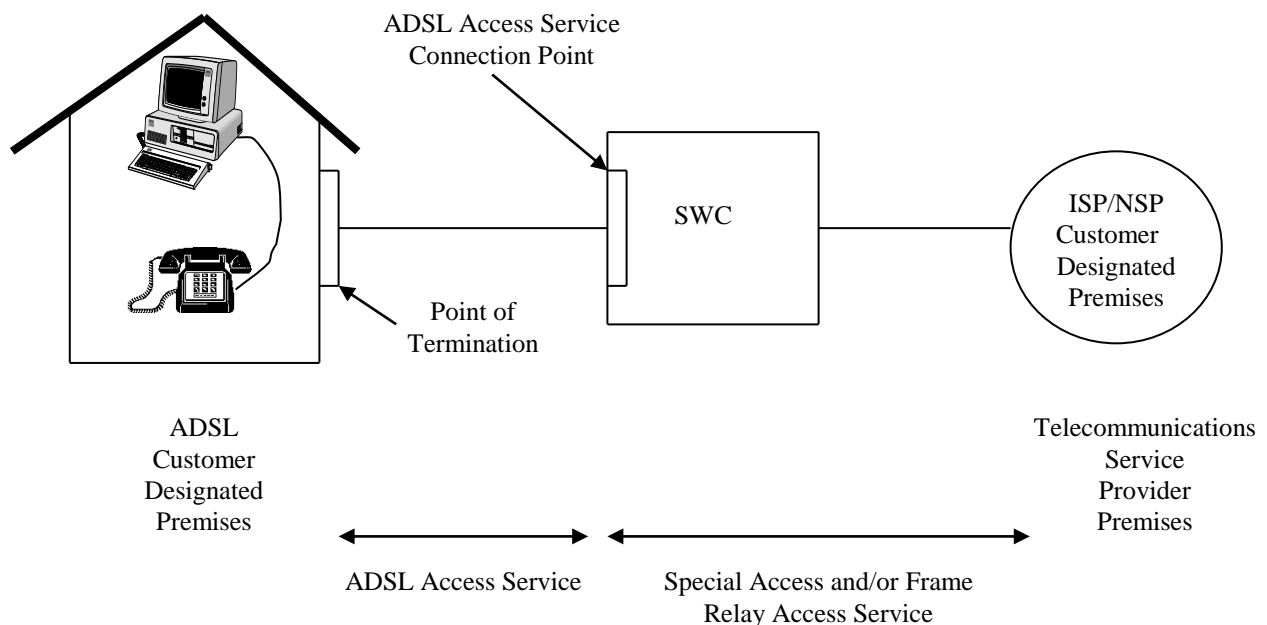 ADSL Access Service
Connection Point
SWC
ISP/NSP
Customer
Designated
Premises
Point of
Termination
ADSL
Customer
Designated
Premises
Telecommunications
Service
Provider
Premises
ADSL Access Service
Special Access and/or Frame
Relay Access Service